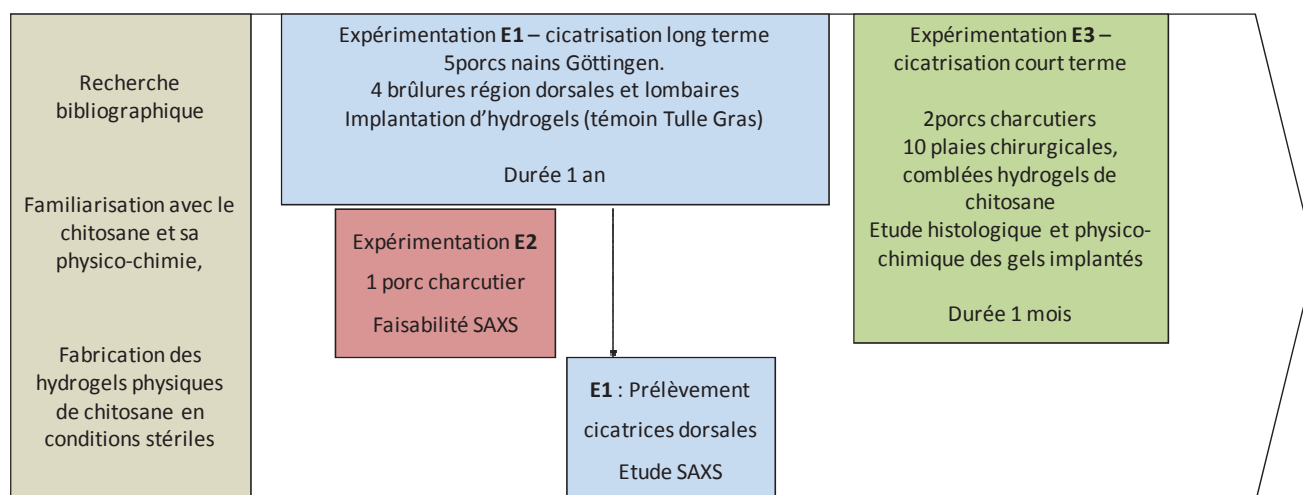 Recherche
bibliographique
Familiarisation avec le
chitosane et sa
physico-chimie,
Fabrication des
hydrogels physiques
de chitosane en
conditions stériles
Expérimentation E1 – cicatrisation long terme
5porcs nains Göttingen.
4 brûlures région dorsales et lombaires
Implantation d'hydrogels (témoin Tulle Gras)
Durée 1 an
Expérimentation E2
1 porc charcutier
Faisabilité SAXS
E1 : Prélèvement
cicatrices dorsales
Etude SAXS
Expérimentation E3 –
cicatrisation court terme
2porcs charcutiers
10 plaies chirurgicales,
comblées hydrogels de
chitosane
Etude histologique et physico-
chimique des gels implantés
Durée 1 mois